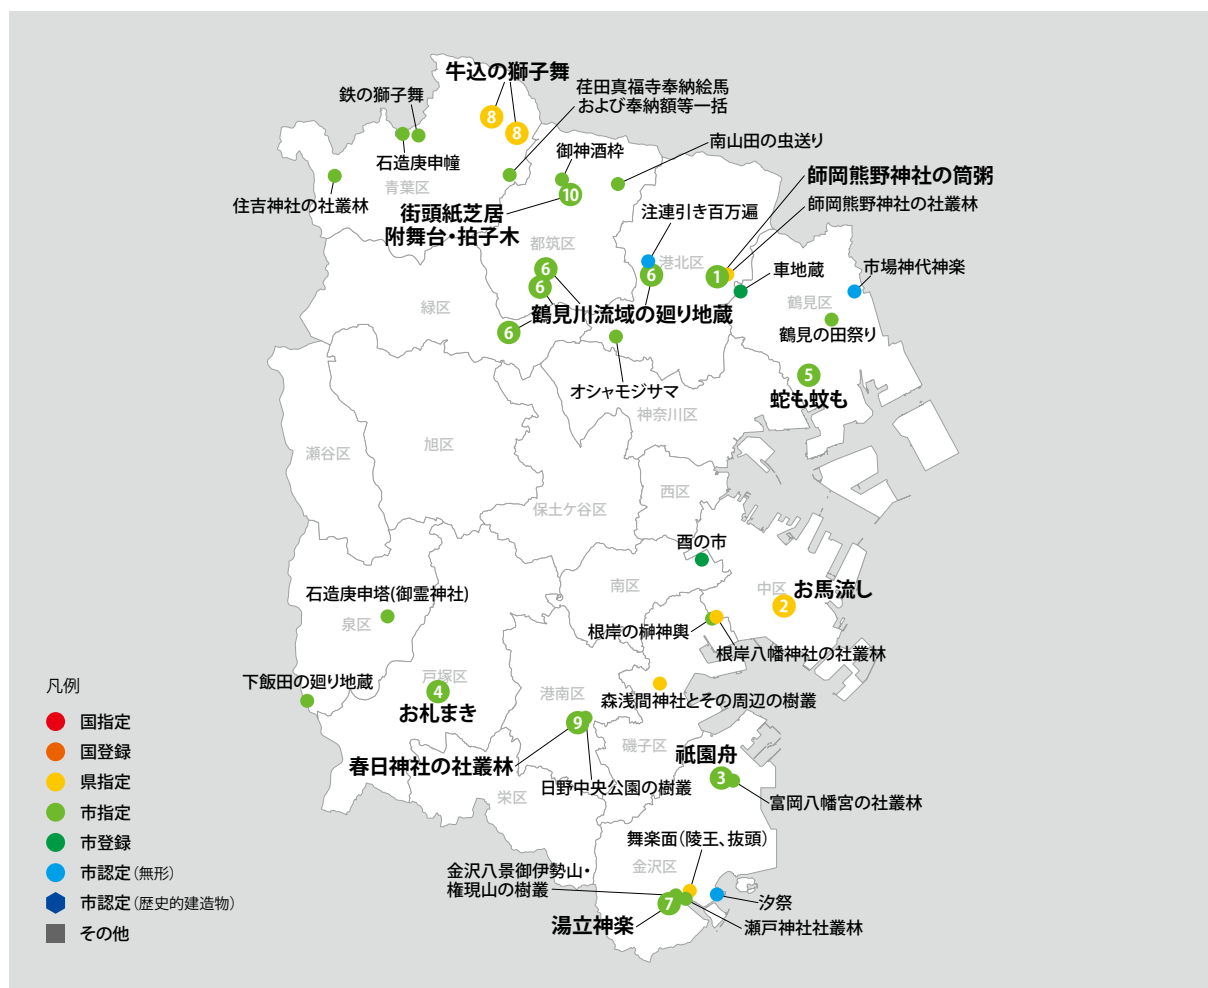 牛込の獅子舞
8
8
鉄の獅子舞
荏田真福寺奉納絵馬
および奉納額等一括
石造庚申幢
青葉区
住吉神社の社叢林
御神酒枠
南山田の虫送り
10
街頭紙芝居
附舞台・拍子木
師岡熊野神社の筒粥
師岡熊野神社の社叢林
注連引き百万遍
都筑区
港北区
6
6
6
1
車地蔵
市場神代神楽
鶴見区
緑区
鶴見川流域の廻り地蔵
6
鶴見の田祭り
5
蛇も蚊も
オシャモジサマ
神奈川区
瀬谷区
旭区
西区
保土ケ谷区
酉の市
南区
中区
お馬流し
2
石造庚申塔(御霊神社)
泉区
根岸の榊神輿
根岸八幡神社の社叢林
下飯田の廻り地蔵
戸塚区
4
お札まき
港南区
森浅間神社とその周辺の樹叢
9
春日神社の社叢林
磯子区
祇園舟
3
日野中央公園の樹叢
栄区
富岡八幡宮の社叢林
舞楽面(陵王、抜頭)
金沢区
金沢八景御伊勢山・
権現山の樹叢
7
汐祭
湯立神楽
瀬戸神社社叢林
凡例
国指定
国登録
県指定
市指定
市登録
市認定(無形)
市認定(歴史的建造物)
その他